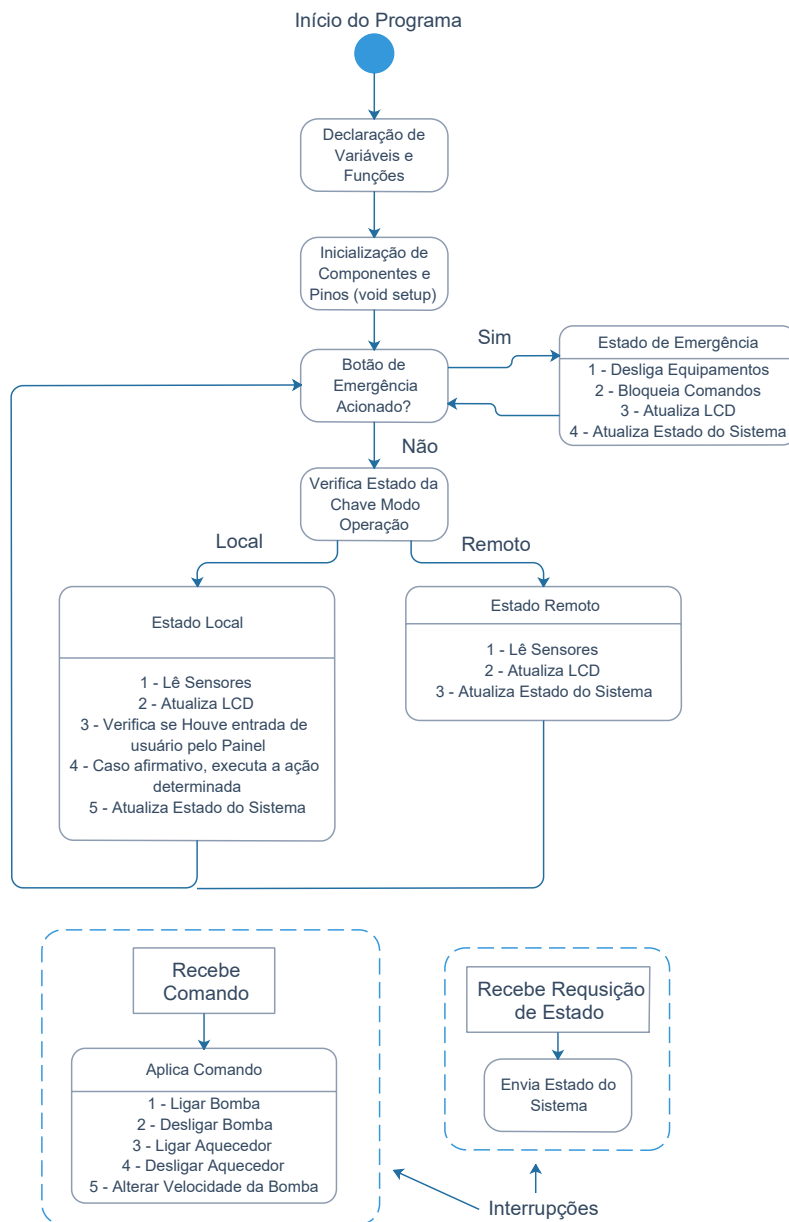 Início do Programa
Declaração de
Variáveis e
Funções
Inicialização de
Componentes e
Pinos (void setup)
Botão de
Emergência
Acionado?
Sim
Estado de Emergência
1 - Desliga Equipamentos
2 - Bloqueia Comandos
3 - Atualiza LCD
4 - Atualiza Estado do Sistema
Não
Verifica Estado da
Chave Modo
Operação
Local
Remoto
Estado Local
1 - Lê Sensores
2 - Atualiza LCD
3 - Verifica se Houve entrada de
usuário pelo Painel
4 - Caso afirmativo, executa a ação
determinada
5 - Atualiza Estado do Sistema
Estado Remoto
1 - Lê Sensores
2 - Atualiza LCD
3 - Atualiza Estado do Sistema
Recebe
Comando
Aplica Comando
1 - Ligar Bomba
2 - Desligar Bomba
3 - Ligar Aquecedor
4 - Desligar Aquecedor
5 - Alterar Velocidade da Bomba
Recebe Requsição
de Estado
Envia Estado do
Sistema
Interrupções